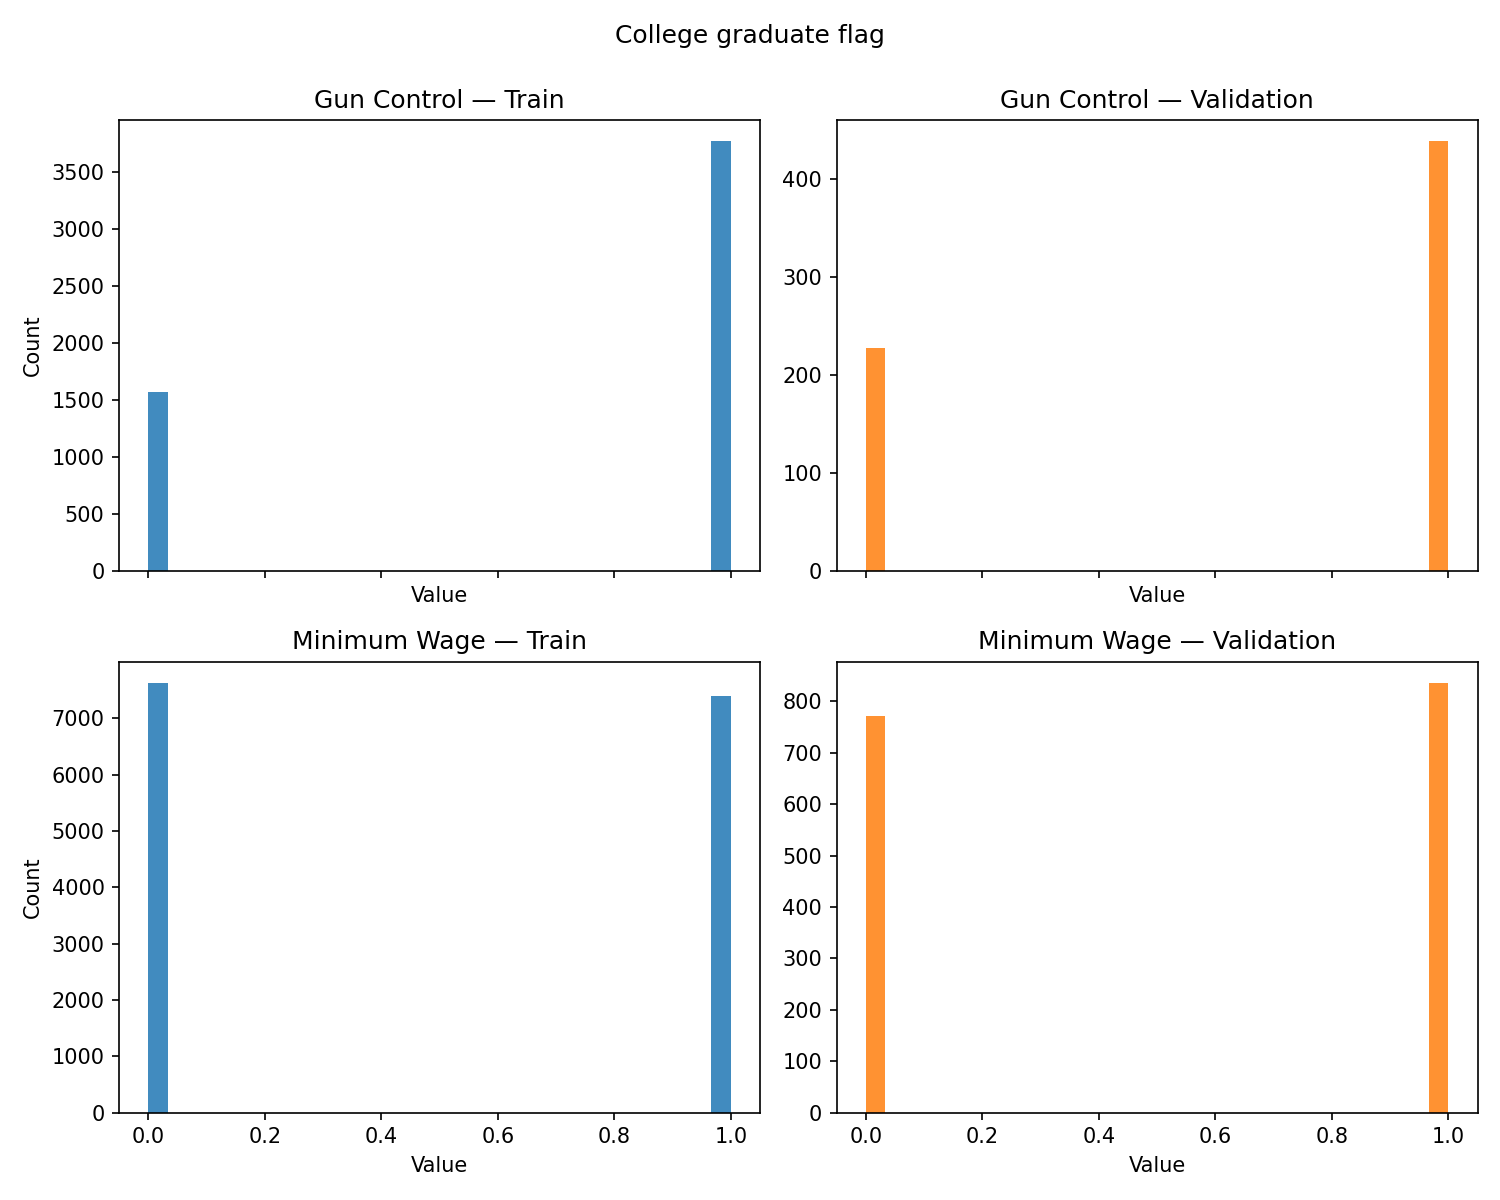 College graduate flag
Gun Control — Train
Gun Control — Validation
3500
3000
2500
2000
1500
1000
500
0
Count
Value
400
300
200
100
0
Value
Minimum Wage — Train
Minimum Wage — Validation
7000
6000
5000
4000
3000
2000
1000
0
Count
0.0 0.2 0.4 0.6 0.8 1.0
Value
800
700
600
500
400
300
200
100
0
0.0 0.2 0.4 0.6 0.8 1.0
Value